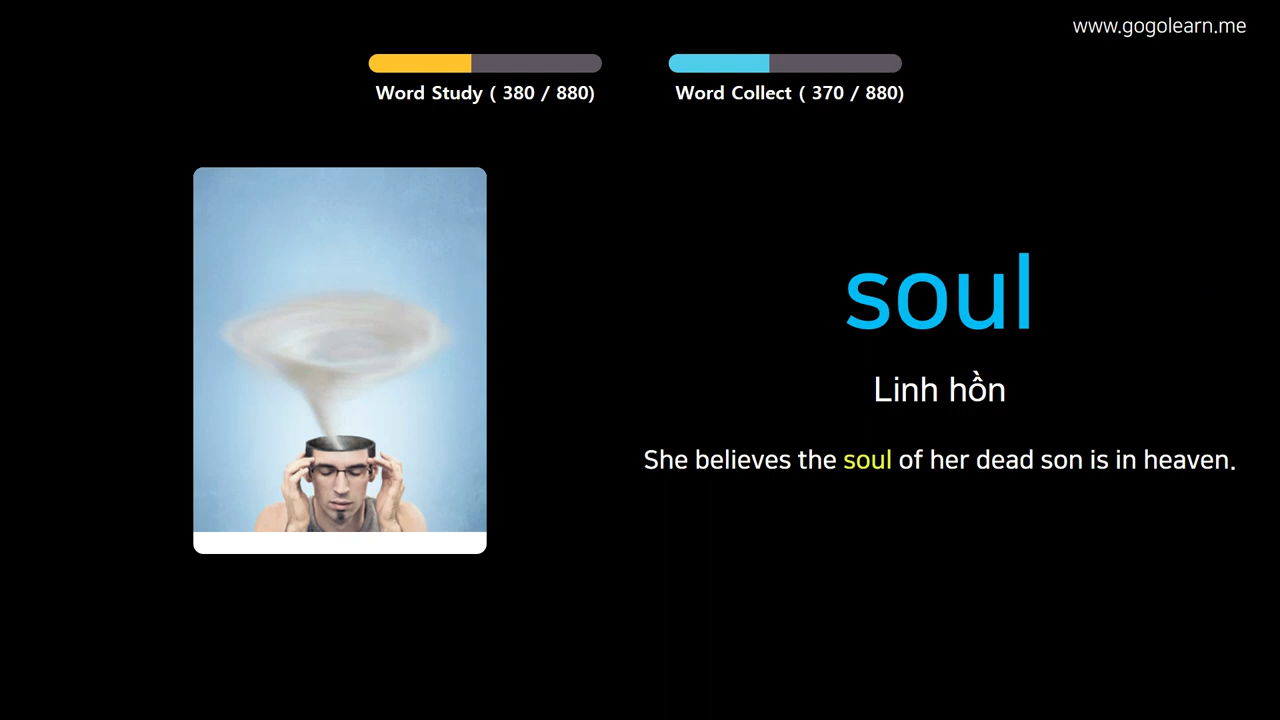 www.gogolearn.me
Word Study ( 380 / 880)
Word Collect ( 370 / 880)
soul
Linh hồn
She believes the soul of her dead son is in heaven.